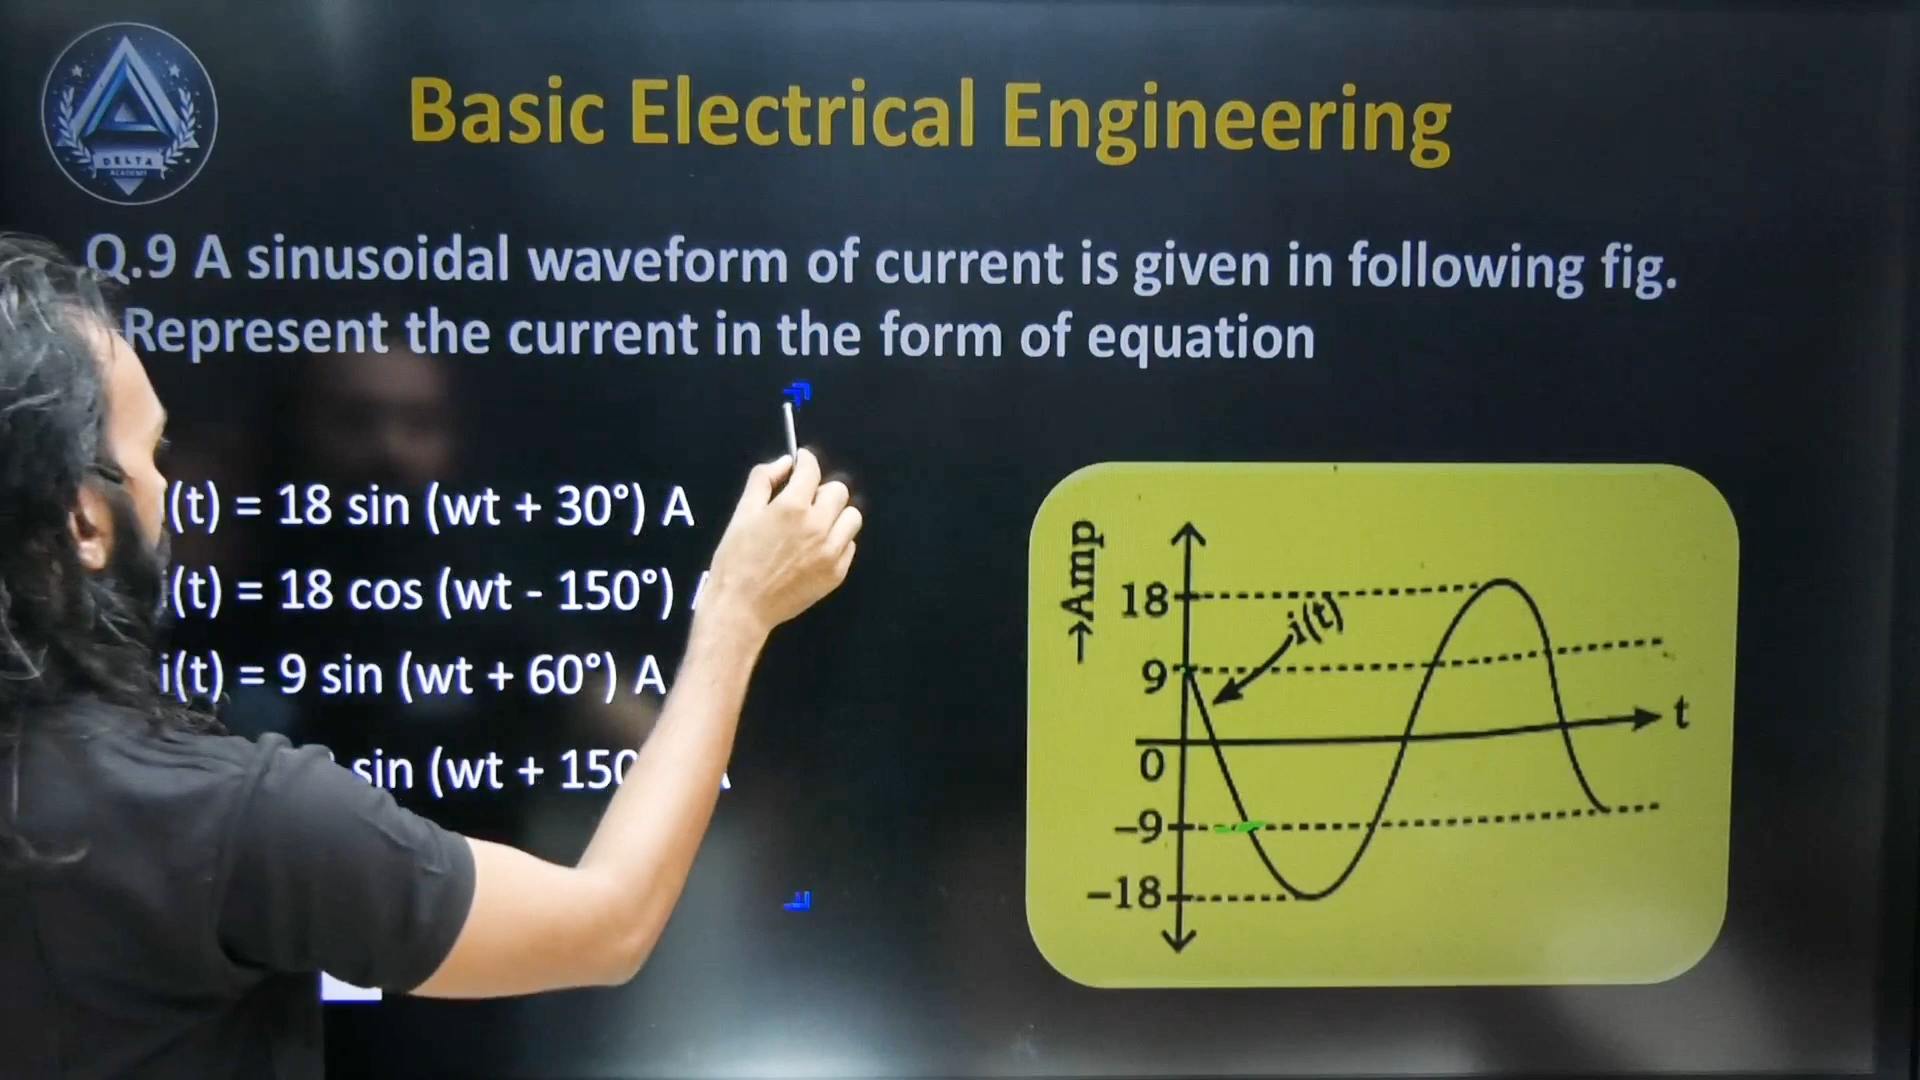 DELTA
ACADEMY
Basic Electrical Engineering
Q.9 A sinusoidal waveform of current is given in following fig.
Represent the current in the form of equation
(t) = 18 sin (wt + 30°) A
(t) = 18 cos (wt - 150°)
i(t) = 9 sin (wt + 60°) A
sin (wt + 150
→Amp
18
i(t)
9
t
0
–9
–18